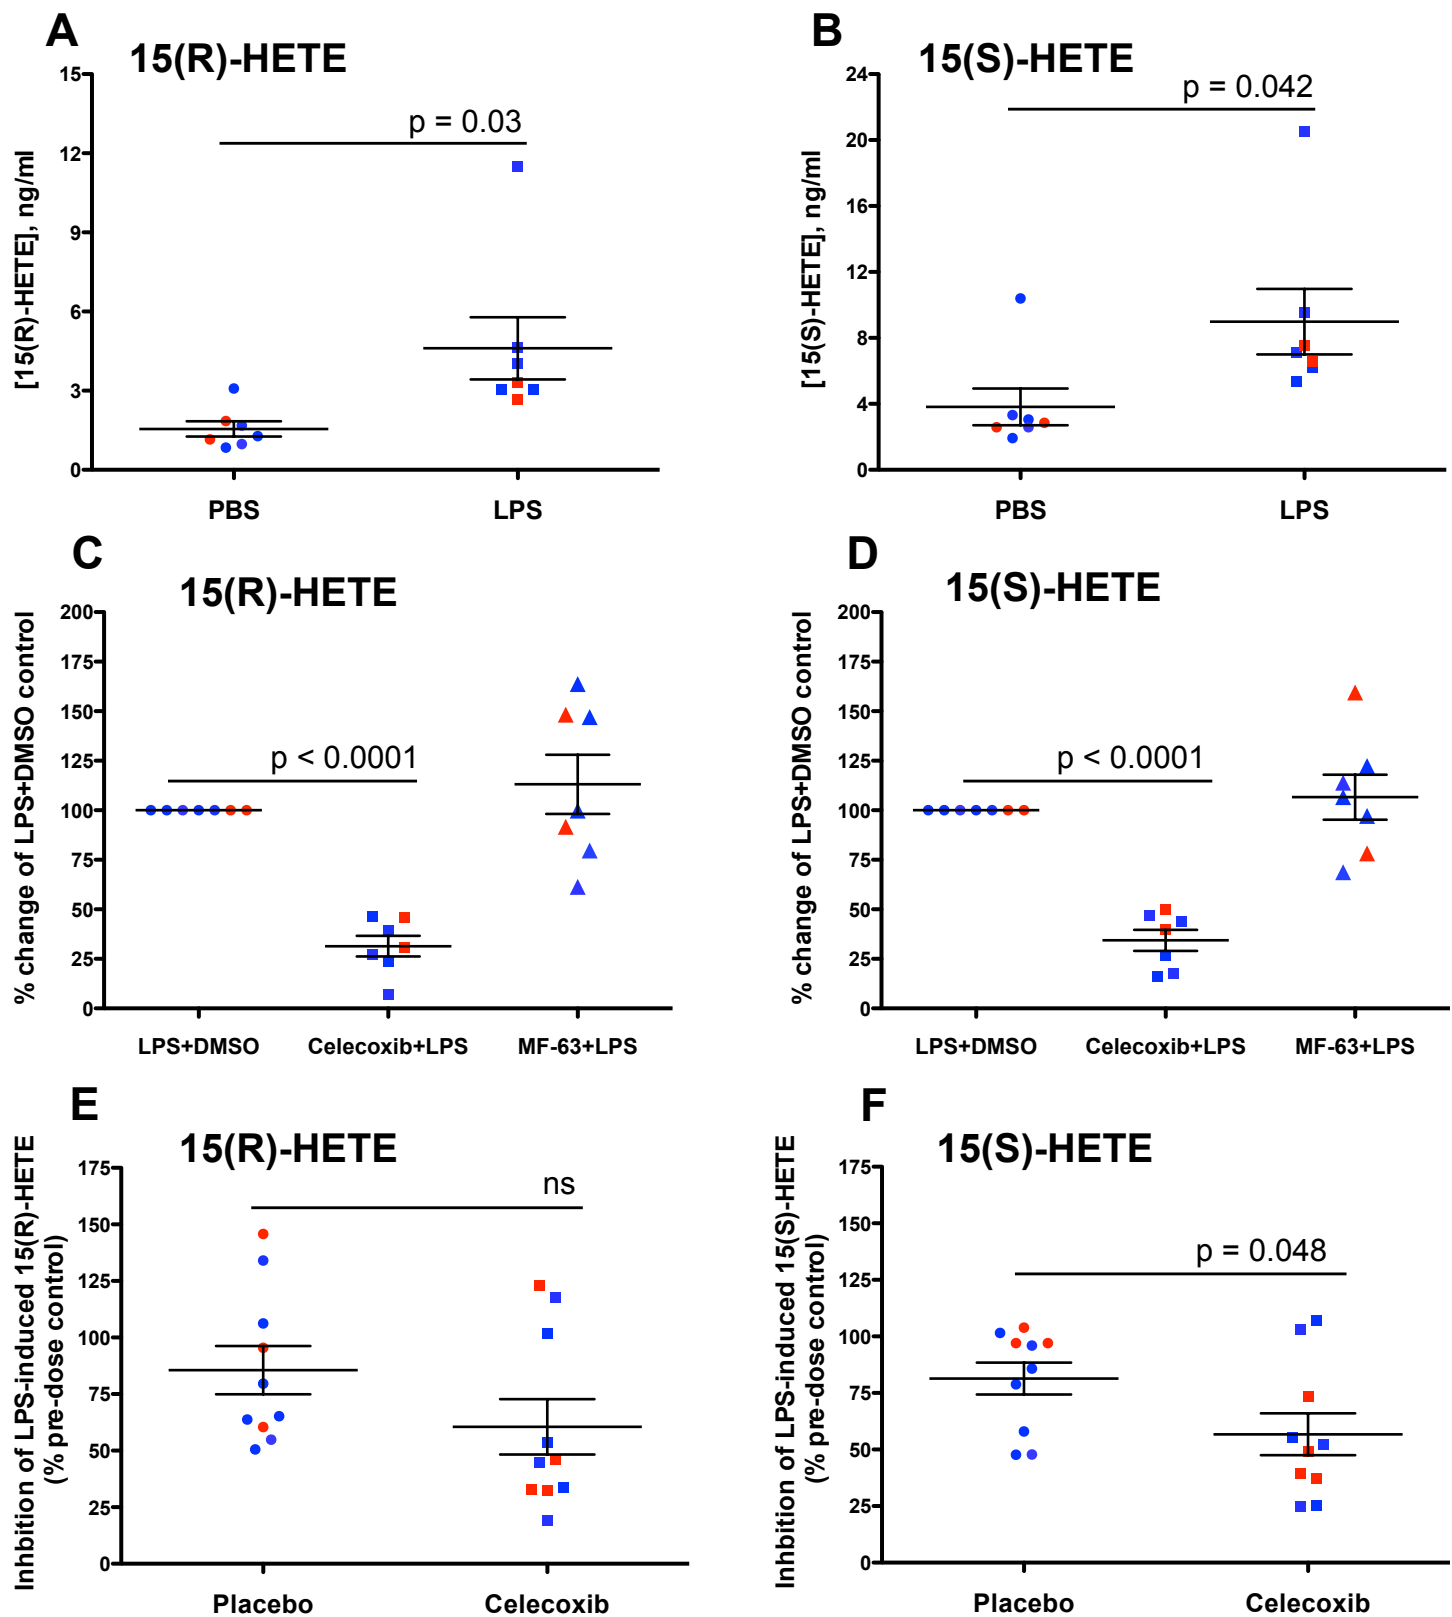 A
15(R)-HETE
[15(R)-HETE], ng/ml
15
12
9
6
3
0
p = 0.03
PBS
LPS
B
15(S)-HETE
[15(S)-HETE], ng/ml
24
20
16
12
8
4
0
p = 0.042
PBS
LPS
C
15(R)-HETE
% change of LPS+DMSO control
200
175
150
125
100
75
50
25
0
p < 0.0001
LPS+DMSO
Celecoxib+LPS
MF-63+LPS
D
15(S)-HETE
% change of LPS+DMSO control
200
175
150
125
100
75
50
25
0
p < 0.0001
LPS+DMSO
Celecoxib+LPS
MF-63+LPS
E
15(R)-HETE
Inhbition of LPS-induced 15(R)-HETE
(% pre-dose control)
175
150
125
100
75
50
25
0
ns
Placebo
Celecoxib
F
15(S)-HETE
Inhbition of LPS-induced 15(S)-HETE
(% pre-dose control)
175
150
125
100
75
50
25
0
p = 0.048
Placebo
Celecoxib